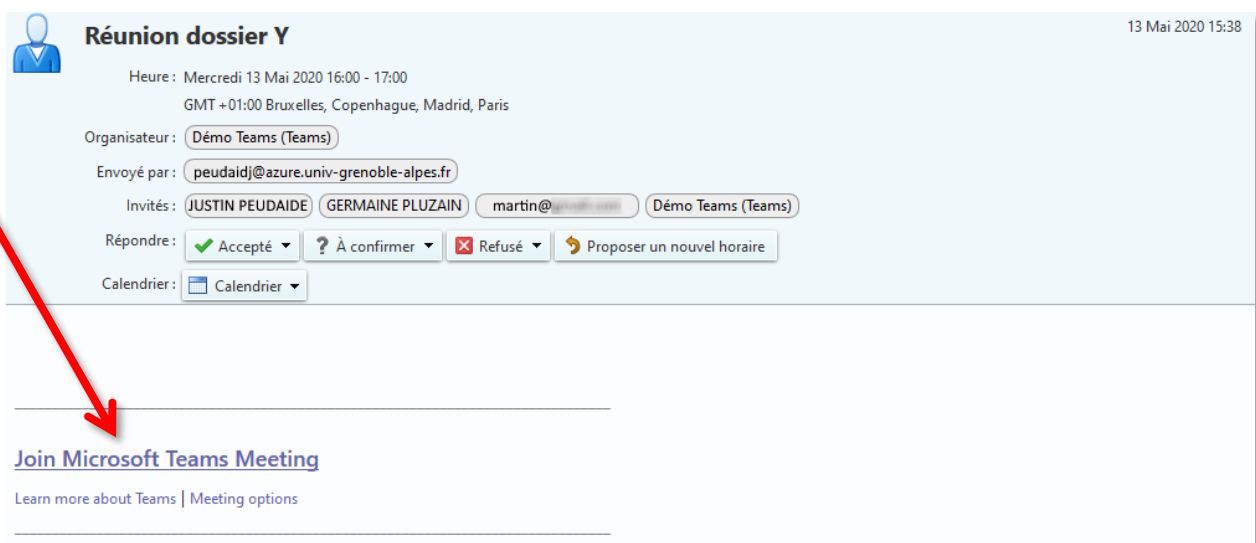 Réunion dossier Y
13 Mai 2020 15:38
Heure : Mercredi 13 Mai 2020 16:00 - 17:00
GMT +01:00 Bruxelles, Copenhague, Madrid, Paris
Organisateur : Démo Teams (Teams)
Envoyé par : peudaidj@azure.univ-grenoble-alpes.fr
Invités : JUSTIN PEUDAIDE GERMAINE PLUZAIN martin@ Démo Teams (Teams)
Répondre : Accepté ? À confirmer Refusé Proposer un nouvel horaire
Calendrier : Calendrier
Join Microsoft Teams Meeting
Learn more about Teams | Meeting options